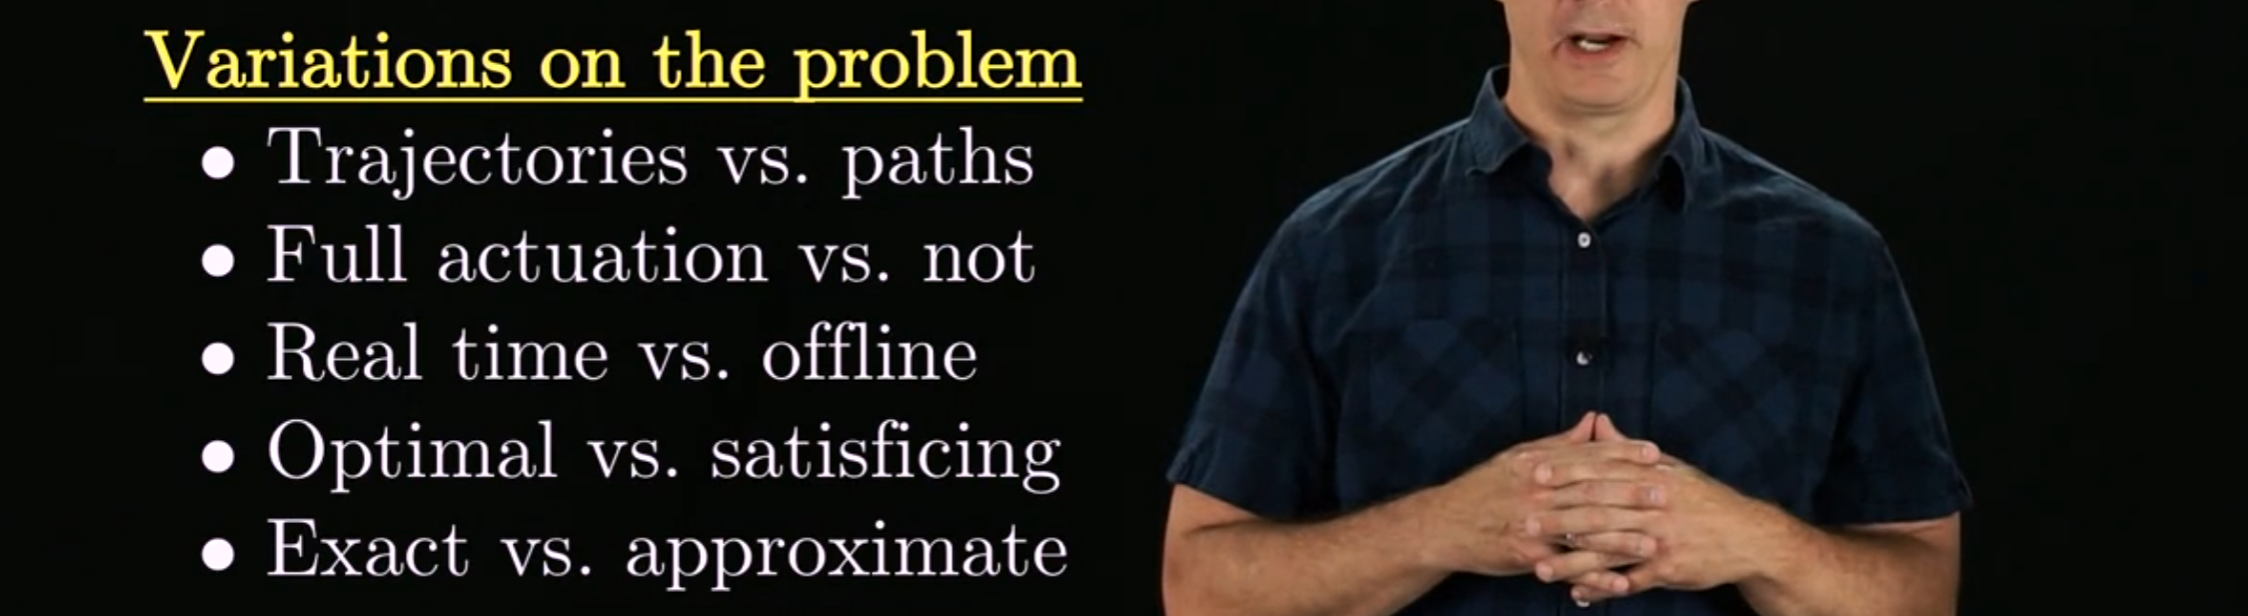 Variations on the problem
• Trajectories vs. paths
• Full actuation vs. not
• Real time vs. offline
• Optimal vs. satisficing
• Exact vs. approximate